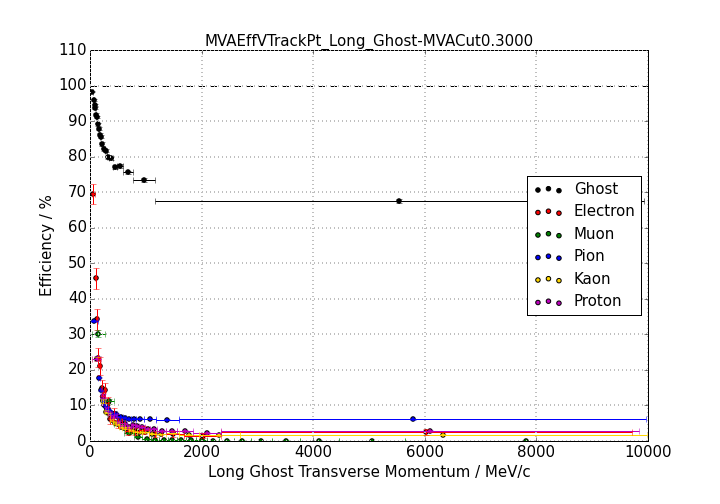 MVAEffVTrackPt_Long_Ghost-MVACut0.3000
110
100
90
80
70
60
50
40
30
20
10
0
Efficiency / %
Ghost
Electron
Muon
Pion
Kaon
Proton
0 2000 4000 6000 8000 10000
Long Ghost Transverse Momentum / MeV/c